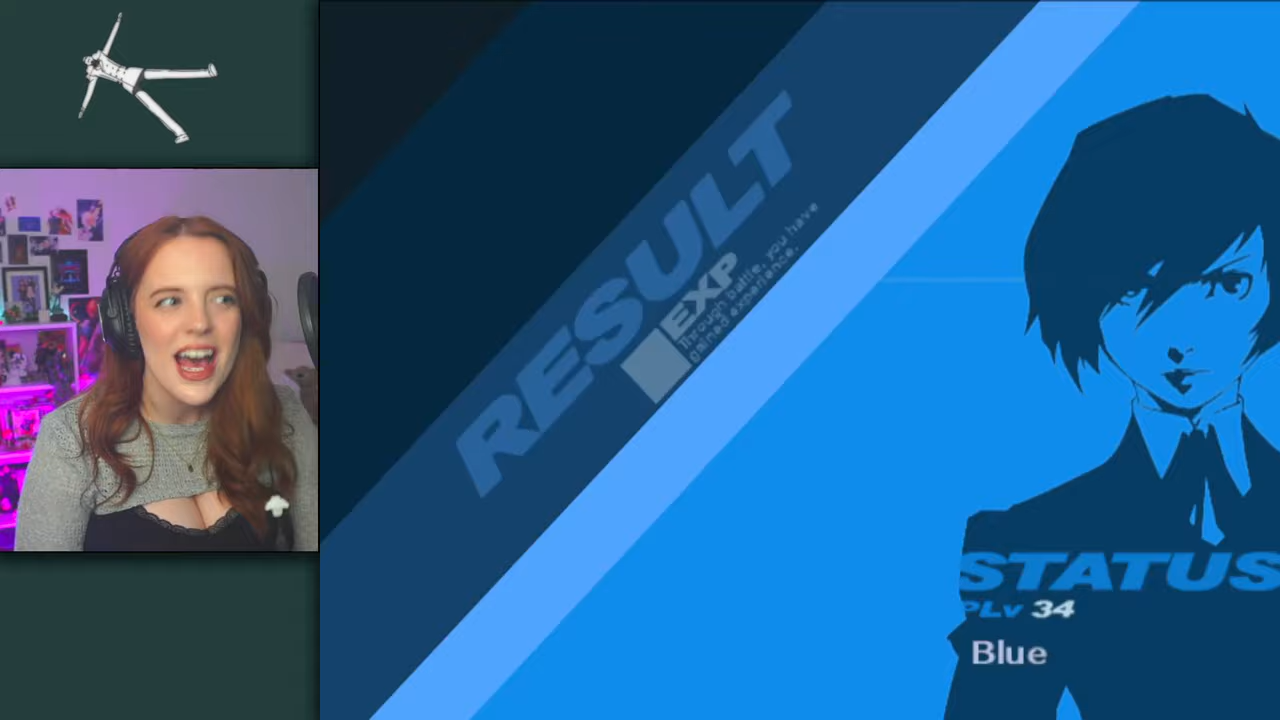 RESULT
EXP
Through battle, you have
gained experience.
STATUS
PLv 34
Blue